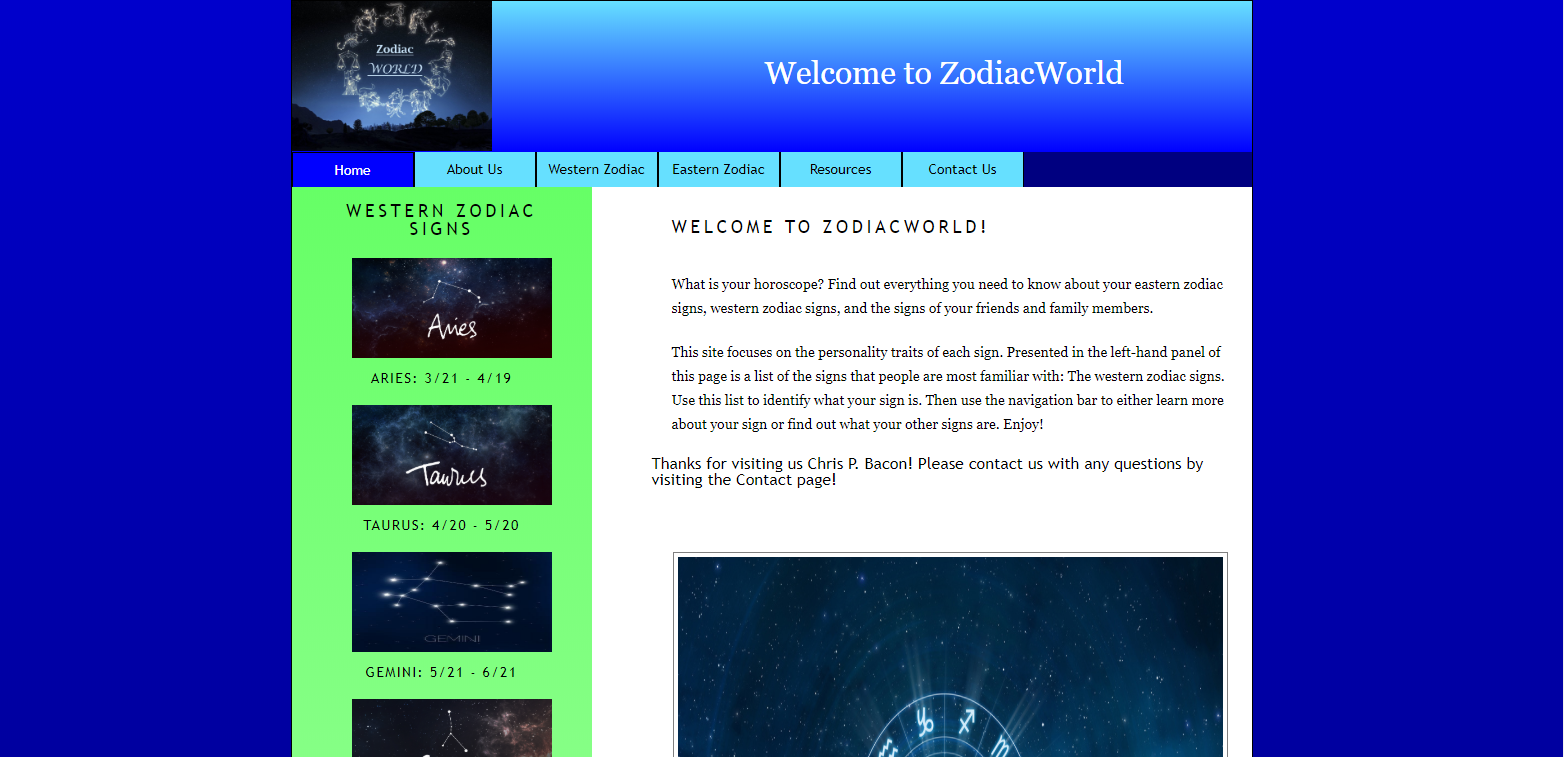 Zodiac
WORLD
Welcome to ZodiacWorld
Home
About Us
Western Zodiac
Eastern Zodiac
Resources
Contact Us
WESTERN ZODIAC
SIGNS
Aries
ARIES: 3/21 - 4/19
Taurus
TAURUS: 4/20 - 5/20
GEMINI
GEMINI: 5/21 - 6/21
WELCOME TO ZODIACWORLD!
What is your horoscope? Find out everything you need to know about your eastern zodiac
signs, western zodiac signs, and the signs of your friends and family members.
This site focuses on the personality traits of each sign. Presented in the left-hand panel of
this page is a list of the signs that people are most familiar with: The western zodiac signs.
Use this list to identify what your sign is. Then use the navigation bar to either learn more
about your sign or find out what your other signs are. Enjoy!
Thanks for visiting us Chris P. Bacon! Please contact us with any questions by
visiting the Contact page!